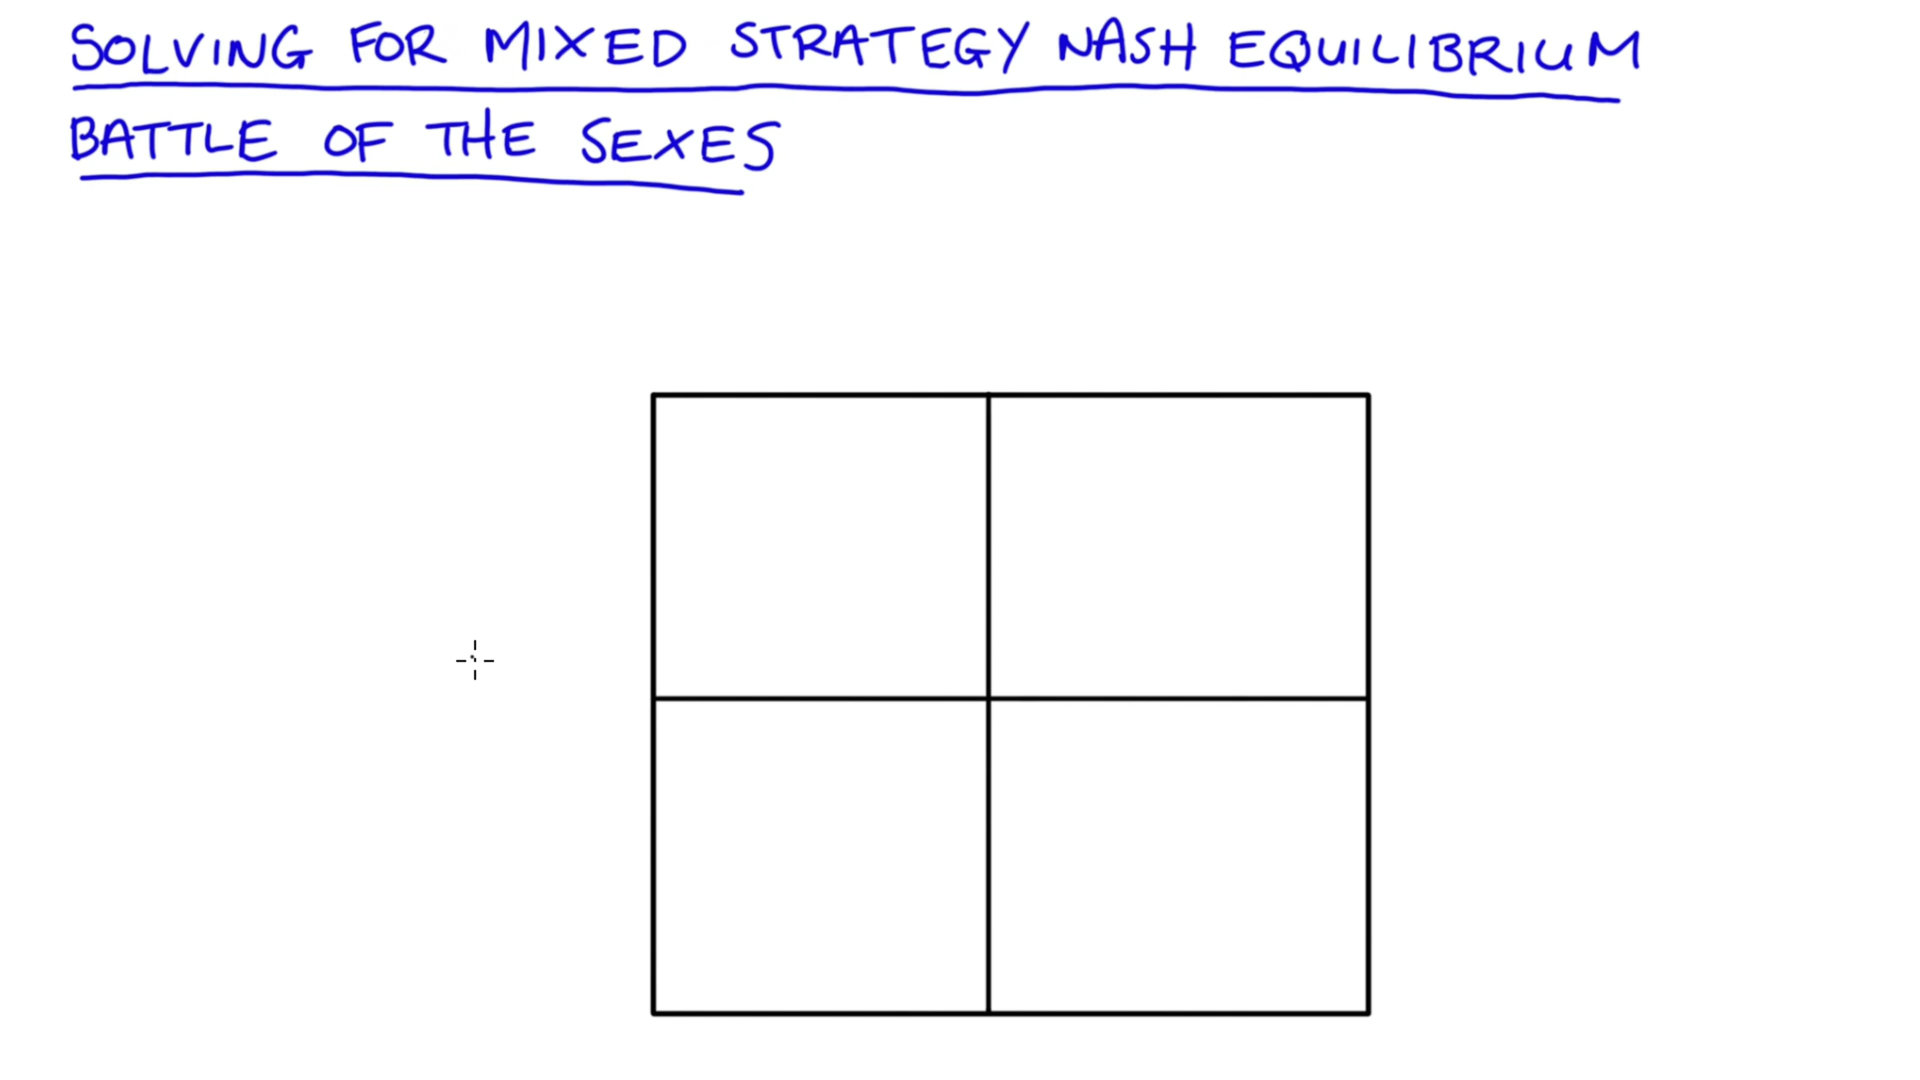 SOLVING FOR MIXED STRATEGY NASH EQUILIBRIUM
BATTLE OF THE SEXES